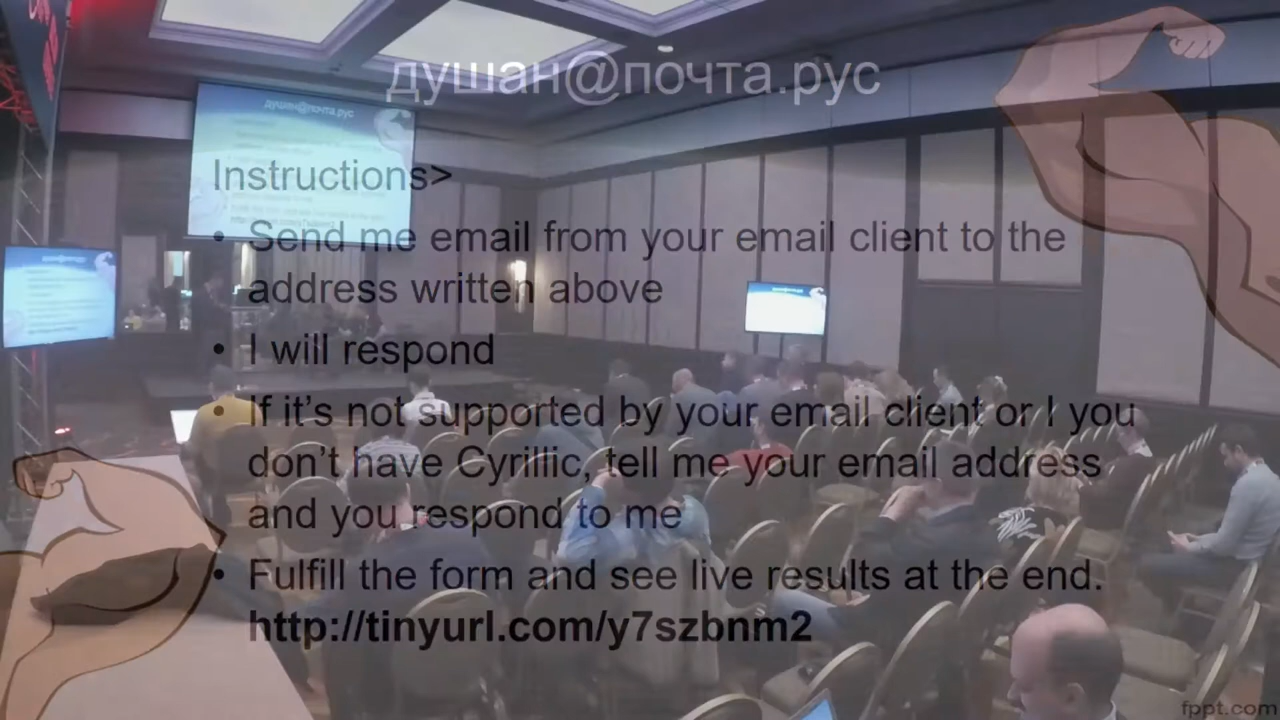 душан@почта.рус
Instructions>
• Send me email from your email client to the
address written above
• I will respond
• If it's not supported by your email client or I you
don't have Cyrillic, tell me your email address
and you respond to me
• Fulfill the form and see live results at the end.
http://tinyurl.com/y7szbnm2
fppt.com